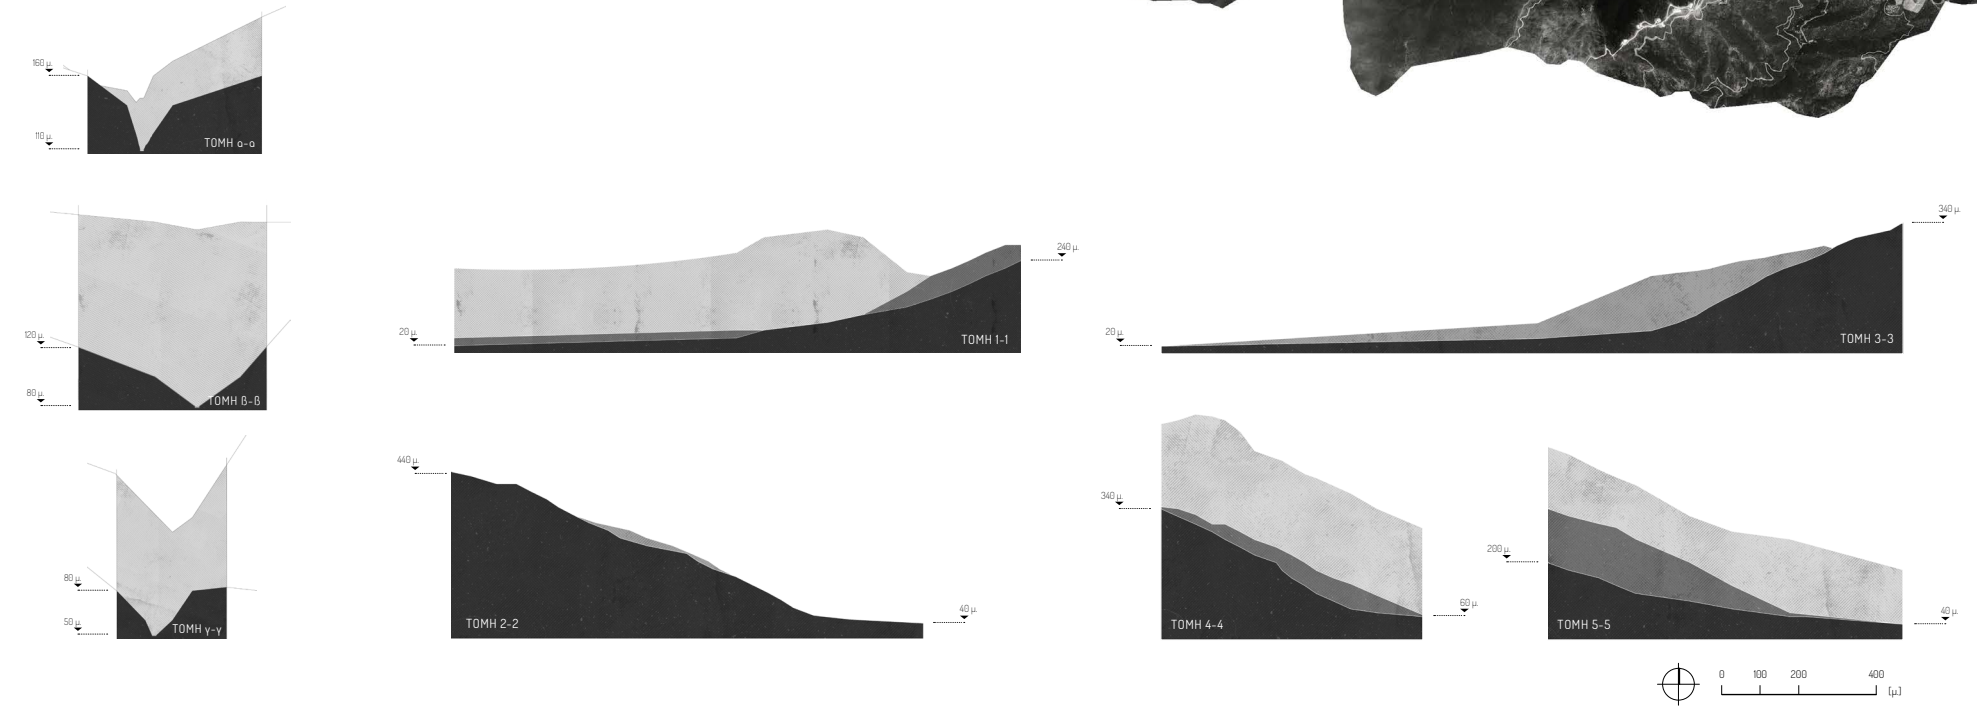 160 μ.
110 μ.
ΤΟΜΗ α-α
120 μ.
80 μ.
ΤΟΜΗ β-β
20 μ.
240 μ.
ΤΟΜΗ 1-1
20 μ.
340 μ.
ΤΟΜΗ 3-3
80 μ.
50 μ.
ΤΟΜΗ γ-γ
440 μ.
40 μ.
ΤΟΜΗ 2-2
340 μ.
60 μ.
ΤΟΜΗ 4-4
200 μ.
40 μ.
ΤΟΜΗ 5-5
0 100 200 400 [μ.]